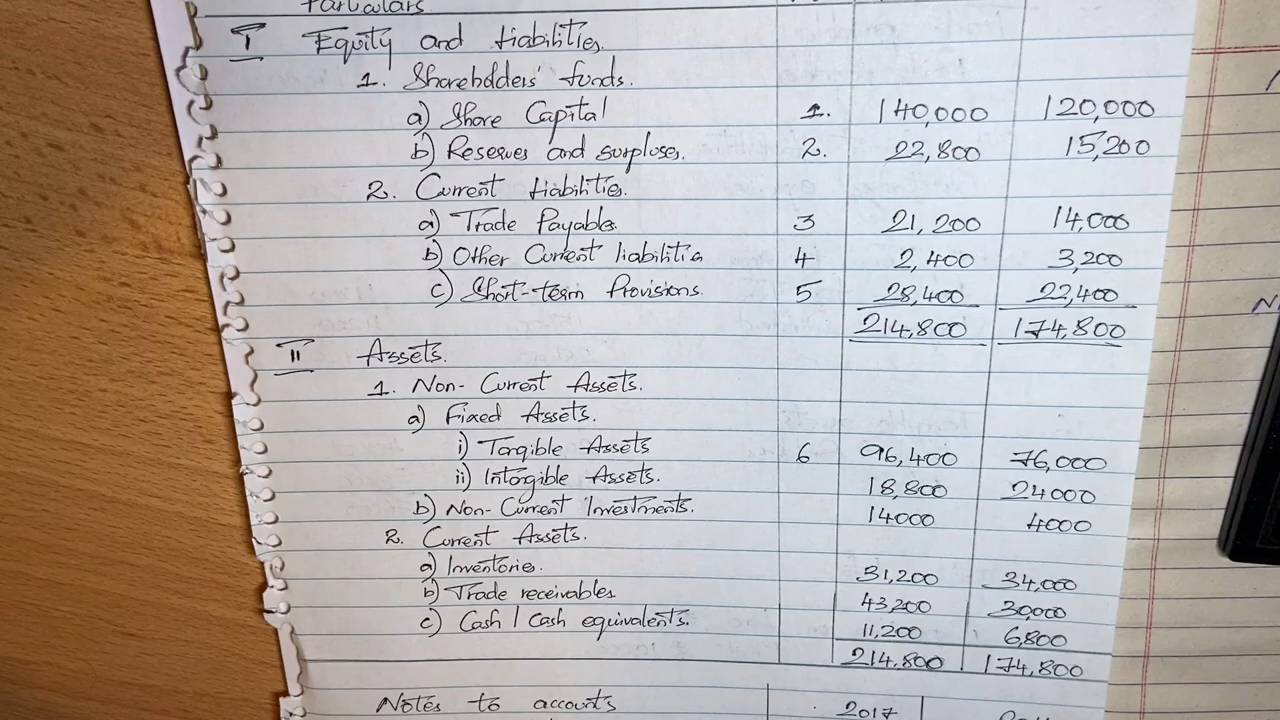 Particulars
I Equity and Liabilities.
1. Shareholders' funds.
a) Share Capital 1. 140,000 120,000
b) Reserves and surpluses. 2. 22,800 15,200
2. Current Liabilities.
a) Trade Payables 3 21,200 14,000
b) Other Current liabilities 4 2,400 3,200
c) Short-term Provisions. 5 28,400 22,400
214,800 174,800
II Assets.
1. Non-Current Assets.
a) Fixed Assets.
i) Tangible Assets 6 96,400 76,000
ii) Intangible Assets. 18,800 24000
b) Non-Current Investments. 14000 4000
2. Current Assets.
a) Inventories. 31,200 34,000
b) Trade receivables 43,200 30,000
c) Cash / Cash equivalents. 11,200 6,800
214,800 174,800
Notes to accounts 2017